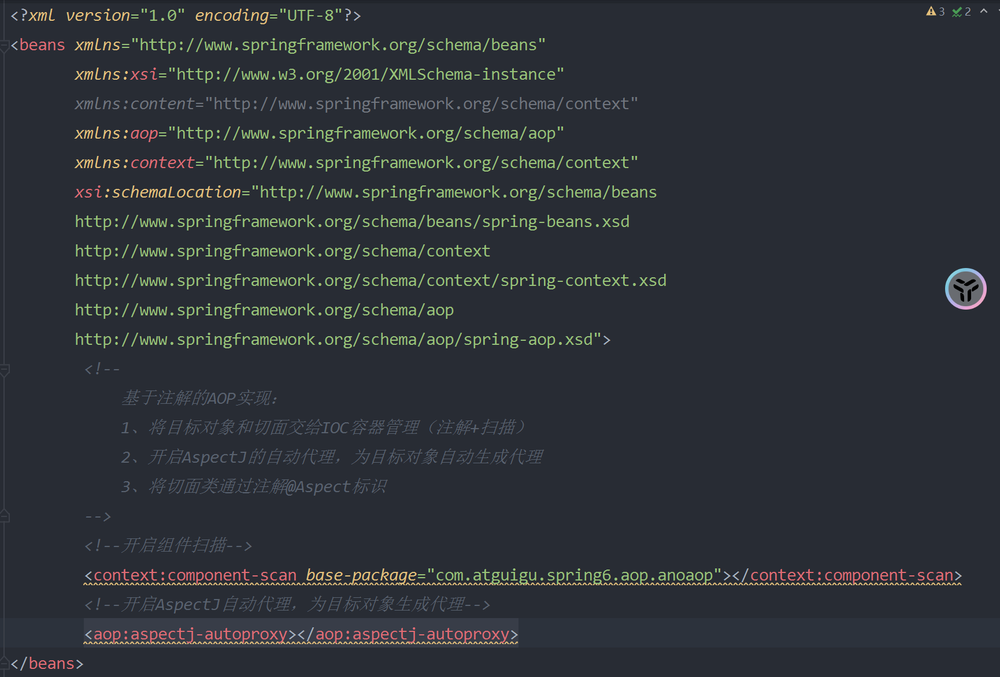 <?xml version="1.0" encoding="UTF-8"?>
3 2
<beans xmlns="http://www.springframework.org/schema/beans"
xmlns:xsi="http://www.w3.org/2001/XMLSchema-instance"
xmlns:content="http://www.springframework.org/schema/context"
xmlns:aop="http://www.springframework.org/schema/aop"
xmlns:context="http://www.springframework.org/schema/context"
xsi:schemaLocation="http://www.springframework.org/schema/beans
http://www.springframework.org/schema/beans/spring-beans.xsd
http://www.springframework.org/schema/context
http://www.springframework.org/schema/context/spring-context.xsd
http://www.springframework.org/schema/aop
http://www.springframework.org/schema/aop/spring-aop.xsd">
<!--
基于注解的AOP实现：
1、将目标对象和切面交给IOC容器管理（注解+扫描）
2、开启AspectJ的自动代理，为目标对象自动生成代理
3、将切面类通过注解@Aspect标识
-->
<!--开启组件扫描-->
<context:component-scan base-package="com.atguigu.spring6.aop.anoaop"></context:component-scan>
<!--开启AspectJ自动代理，为目标对象生成代理-->
<aop:aspectj-autoproxy></aop:aspectj-autoproxy>
</beans>